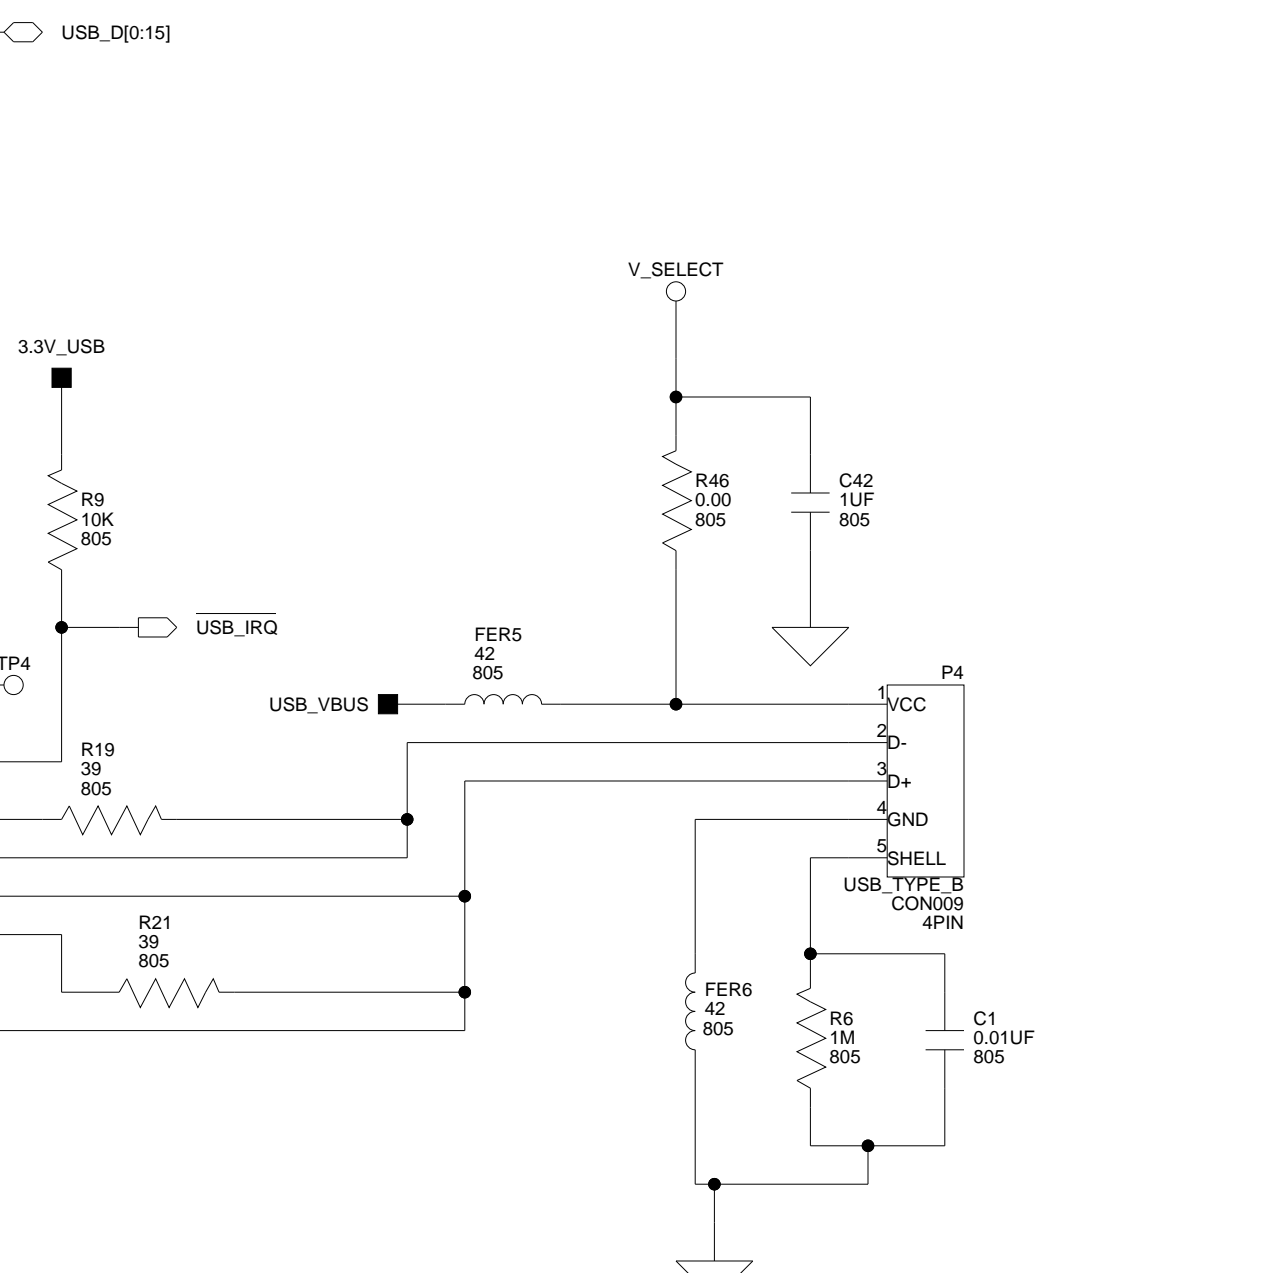 USB_D[0:15]
V_SELECT
3.3V_USB
R46
0.00
805
C42
1UF
805
R9
10K
805
USB_IRQ
TP4
FER5
42
805
USB_VBUS
P4
1
VCC
2
D-
3
D+
4
GND
5
SHELL
USB_TYPE_B
CON009
4PIN
R19
39
805
R21
39
805
FER6
42
805
R6
1M
805
C1
0.01UF
805